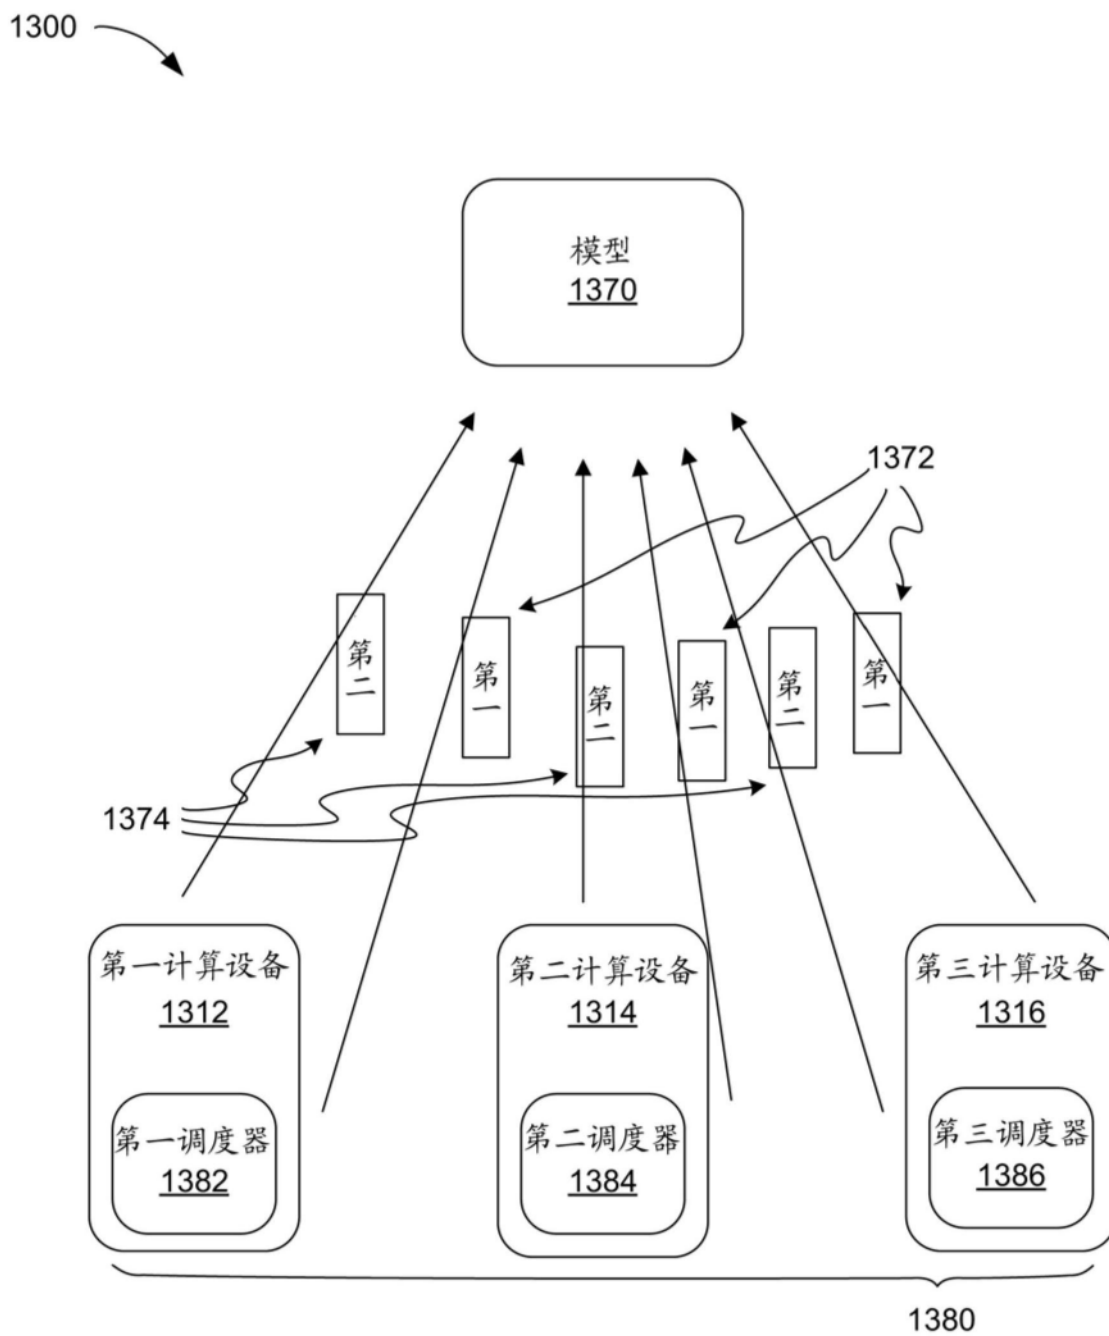 1300
模型
1370
1372
第二
第一
第二
第一
第二
第一
1374
第一计算设备
1312
第二计算设备
1314
第三计算设备
1316
第一调度器
1382
第二调度器
1384
第三调度器
1386
1380